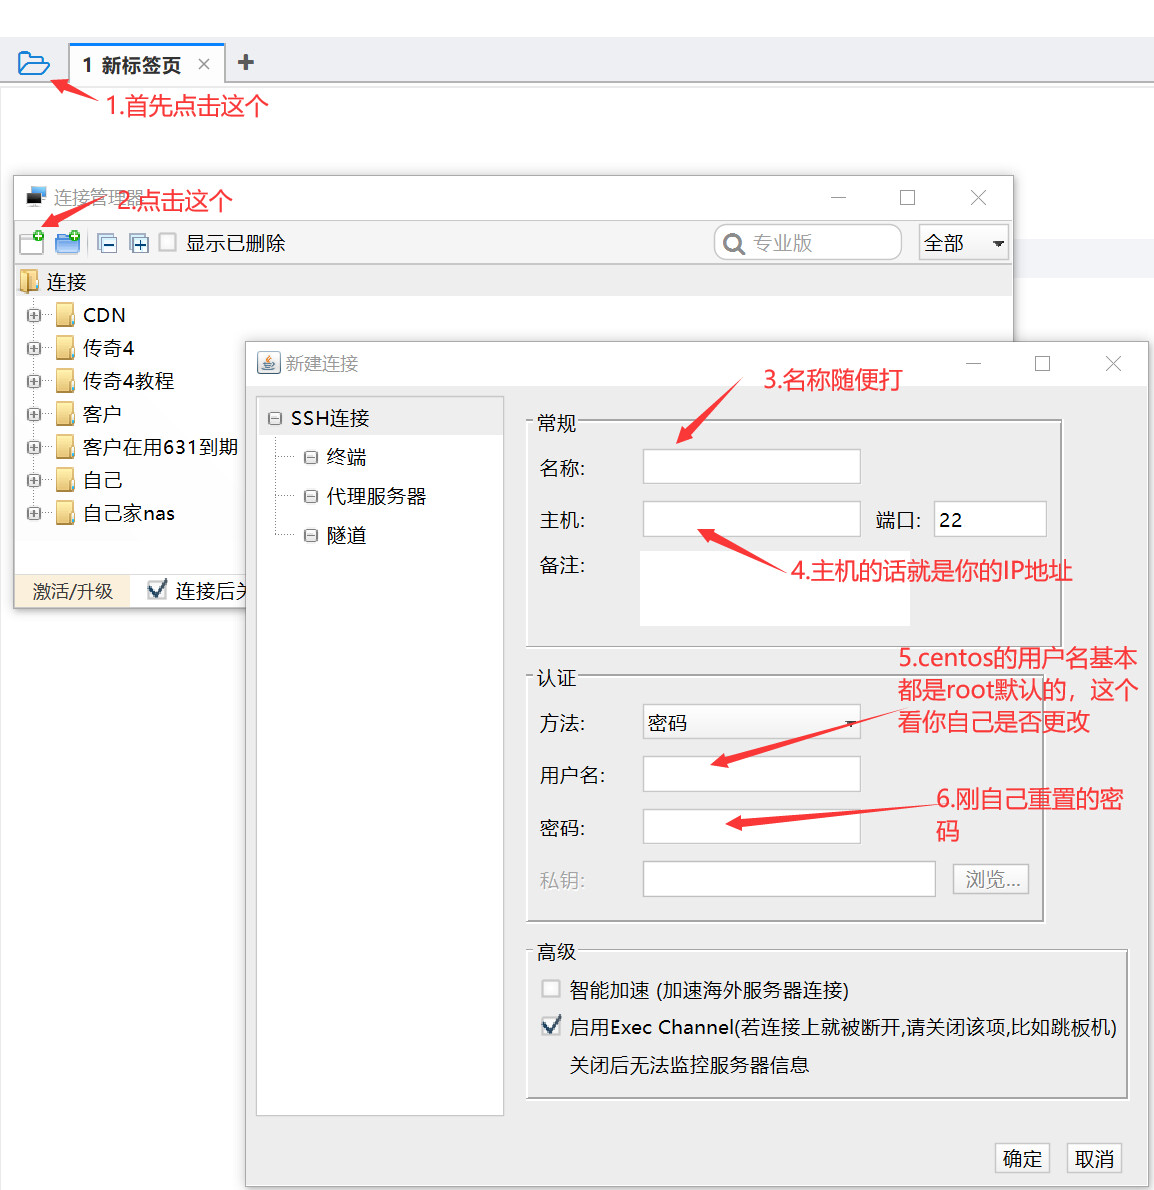 1 新标签页
1.首先点击这个
连接管理器
2.点击这个
显示已删除
专业版
全部
连接
CDN
传奇4
传奇4教程
客户
客户在用631到期
自己
自己家nas
激活/升级
连接后关
新建连接
3.名称随便打
SSH连接
终端
代理服务器
隧道
常规
名称:
主机:
端口: 22
备注:
4.主机的话就是你的IP地址
认证
5.centos的用户名基本
都是root默认的，这个
看你自己是否更改
方法: 密码
用户名:
6.刚自己重置的密
码
密码:
私钥:
浏览...
高级
智能加速 (加速海外服务器连接)
启用Exec Channel(若连接上就被断开,请关闭该项,比如跳板机)
关闭后无法监控服务器信息
确定
取消